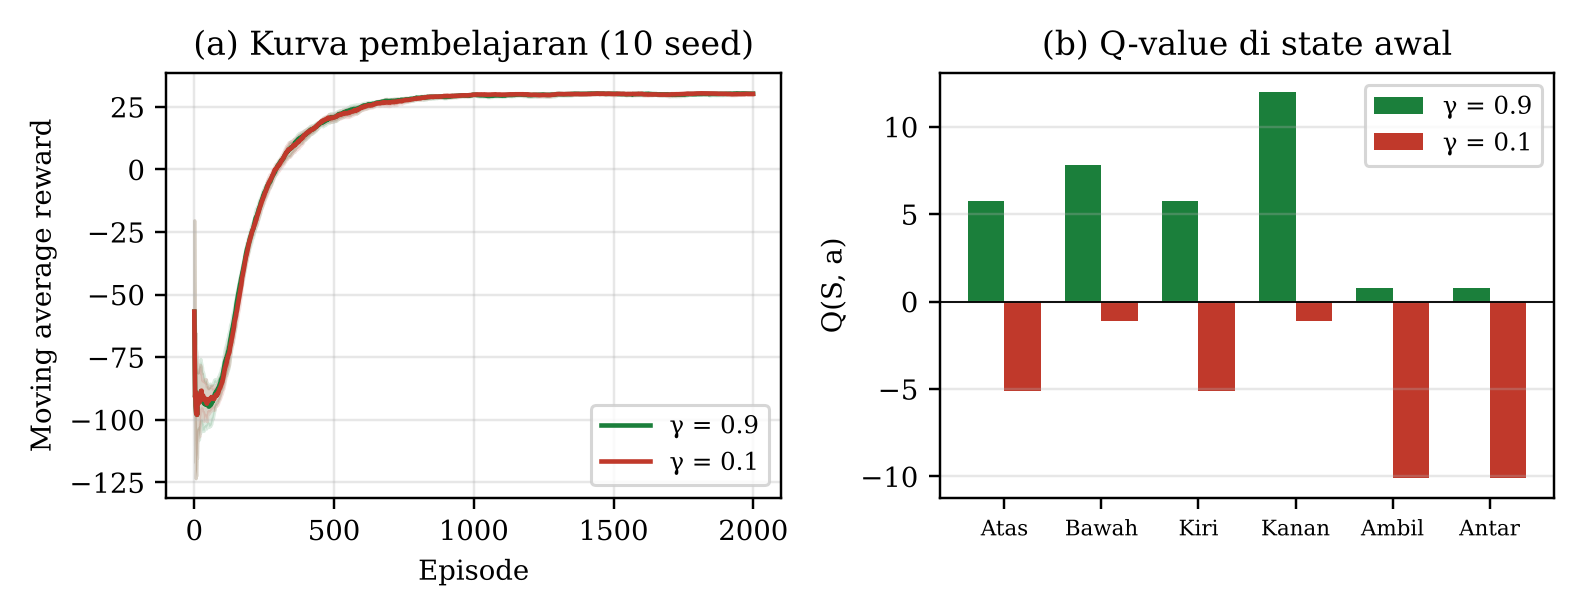 (a) Kurva pembelajaran (10 seed)
Moving average reward
25
0
−25
−50
−75
−100
−125
0 500 1000 1500 2000
Episode
γ = 0.9
γ = 0.1
(b) Q-value di state awal
Q(S, a)
10
5
0
−5
−10
Atas Bawah Kiri Kanan Ambil Antar
γ = 0.9
γ = 0.1